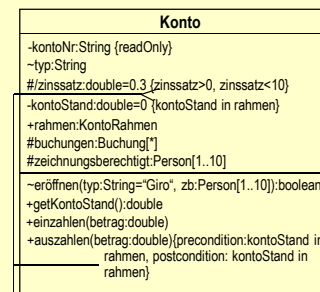 Konto
-kontoNr:String {readOnly}
~typ:String
#/zinssatz:double=0.3 {zinssatz>0, zinssatz<10}
-kontoStand:double=0 {kontoStand in rahmen}
+rahmen:KontoRahmen
#buchungen:Buchung[*]
#zeichnungsberechtigt:Person[1..10]
~eröffnen(typ:String=“Giro“, zb:Person[1..10]):boolean
+getKontoStand():double
+einzahlen(betrag:double)
+auszahlen(betrag:double){precondition:kontoStand in
rahmen, postcondition: kontoStand in
rahmen}